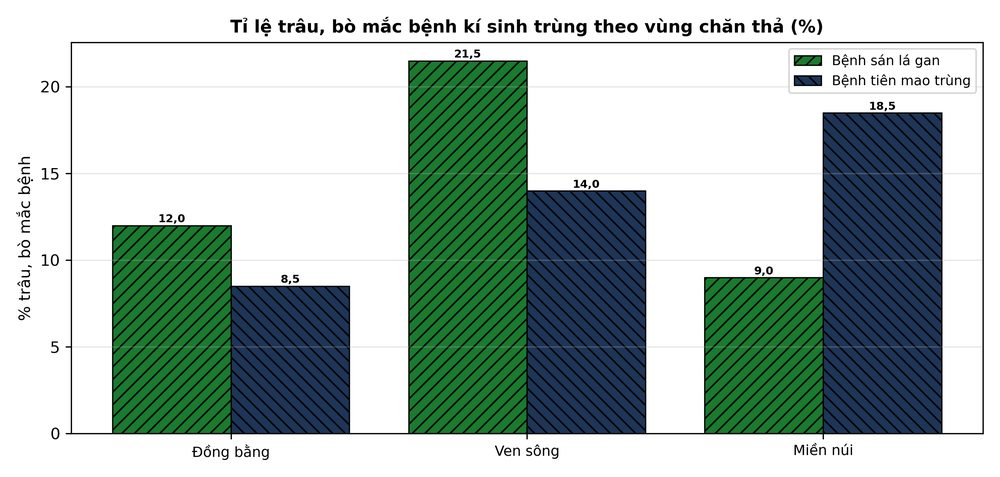 Tỉ lệ trâu, bò mắc bệnh kí sinh trùng theo vùng chăn thả (%)
Bệnh sán lá gan
Bệnh tiên mao trùng
% trâu, bò mắc bệnh
20
15
10
5
0
12,0
8,5
21,5
14,0
9,0
18,5
Đồng bằng
Ven sông
Miền núi